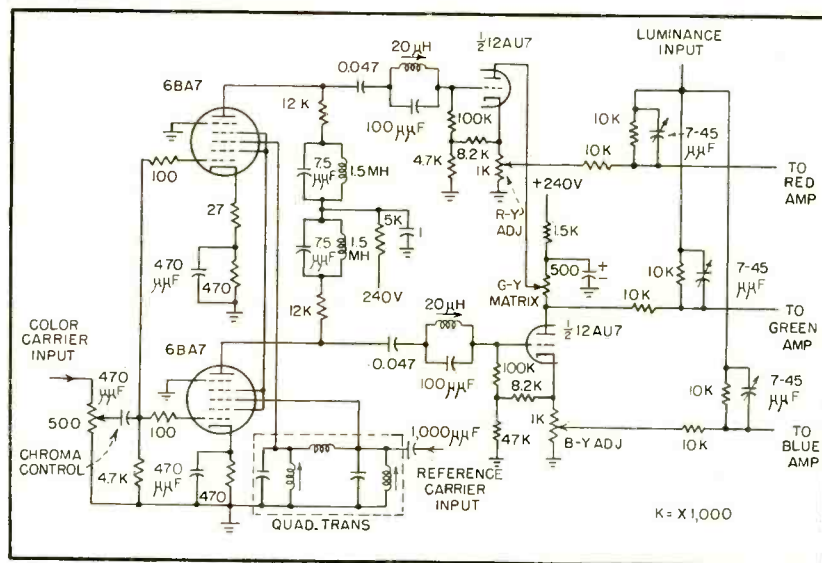 20μH
½12AU7
LUMINANCE
INPUT
0.047
6BA7
12K
100μμF
100K
8.2K
4.7K
1K
10K
7-45
μμF
10K
TO
RED
AMP
100
7.5
μμF
1.5MH
R-Y
ADJ
+240V
27
5K
1
7.5
μμF
1.5
MH
1.5K
500
+
−
470
μμF
470
240V
G-Y
MATRIX
10K
7-45
μμF
10K
TO
GREEN
AMP
12K
20μH
½12AU7
COLOR
CARRIER
INPUT
470
μμF
6BA7
0.047
100μμF
100K
8.2K
10K
7-45
μμF
500
100
1,000μμF
47K
1K
B-Y ADJ
10K
TO
BLUE
AMP
CHROMA
CONTROL
4.7K
470
μμF
470
REFERENCE
CARRIER
INPUT
QUAD. TRANS
K=X1,000